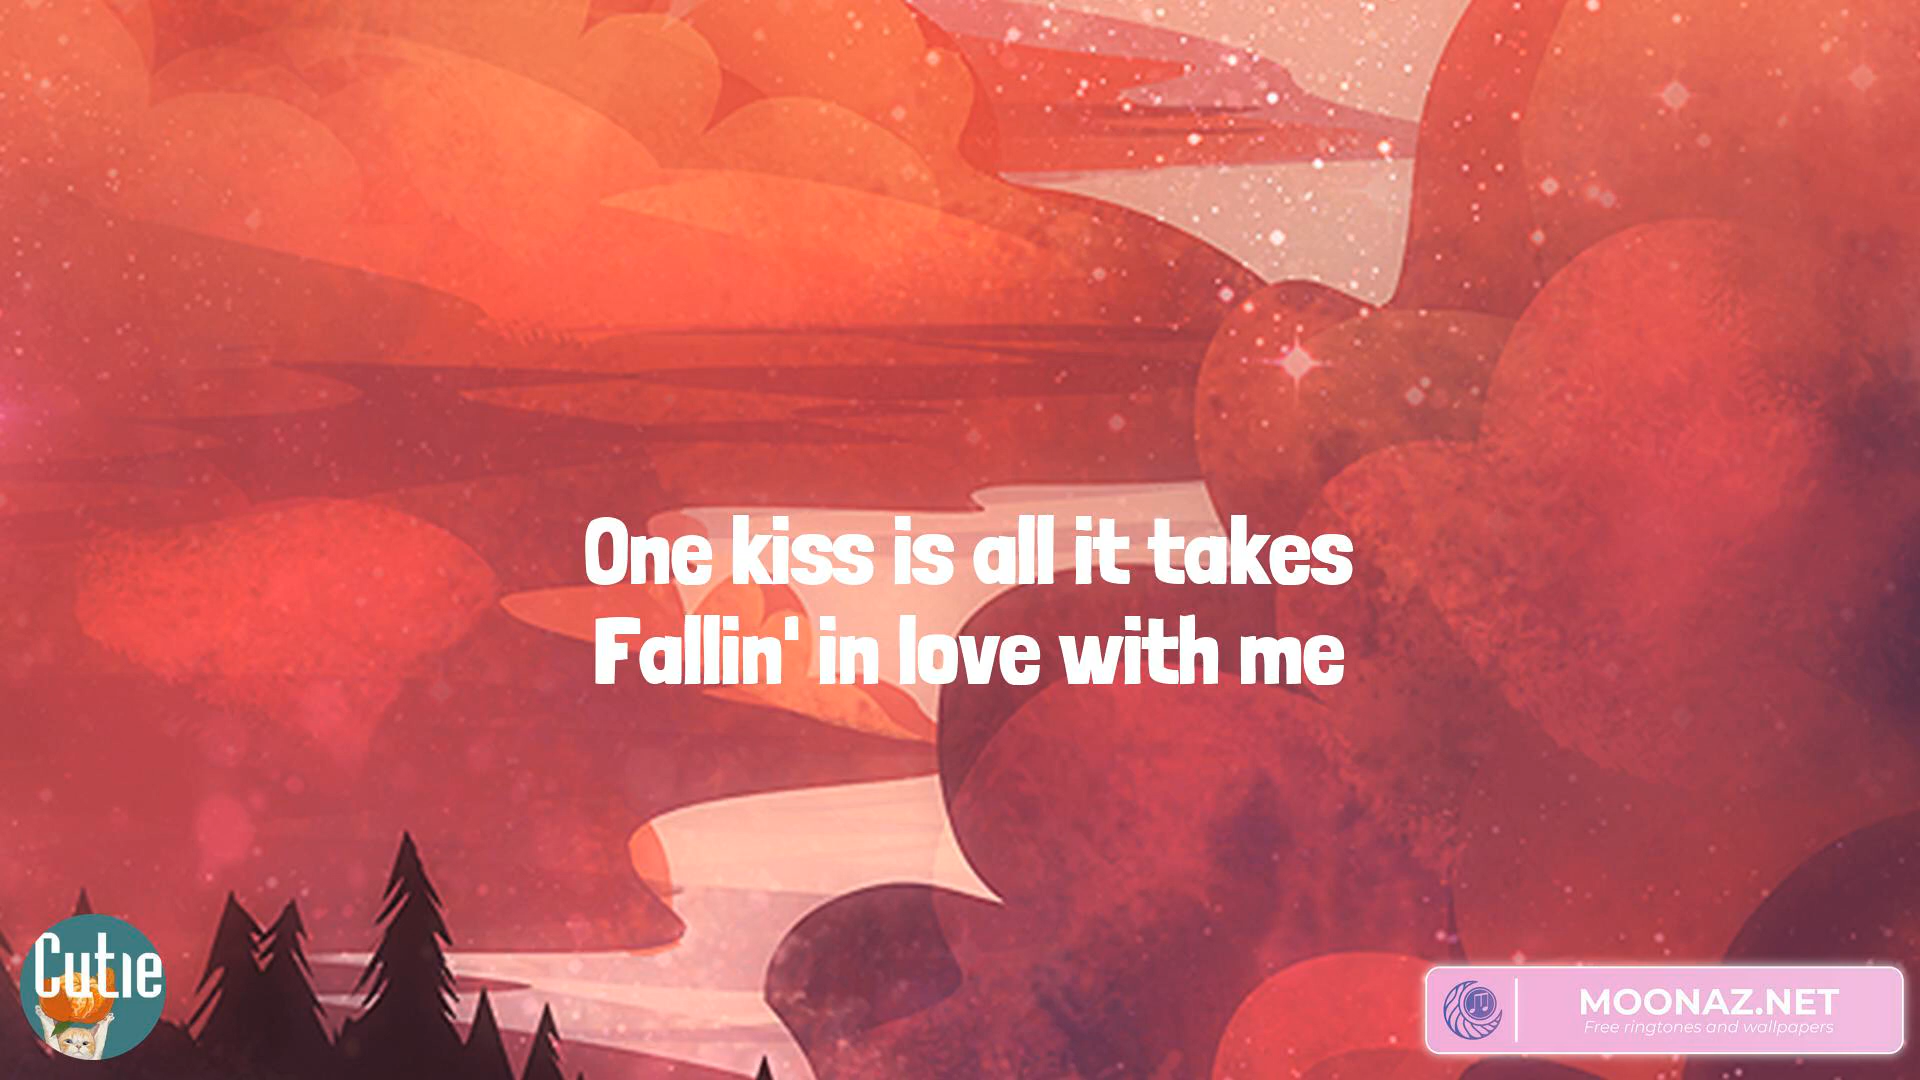 One kiss is all it takes
Fallin' in love with me
Cutie
MOONAZ.NET
Free ringtones and wallpapers